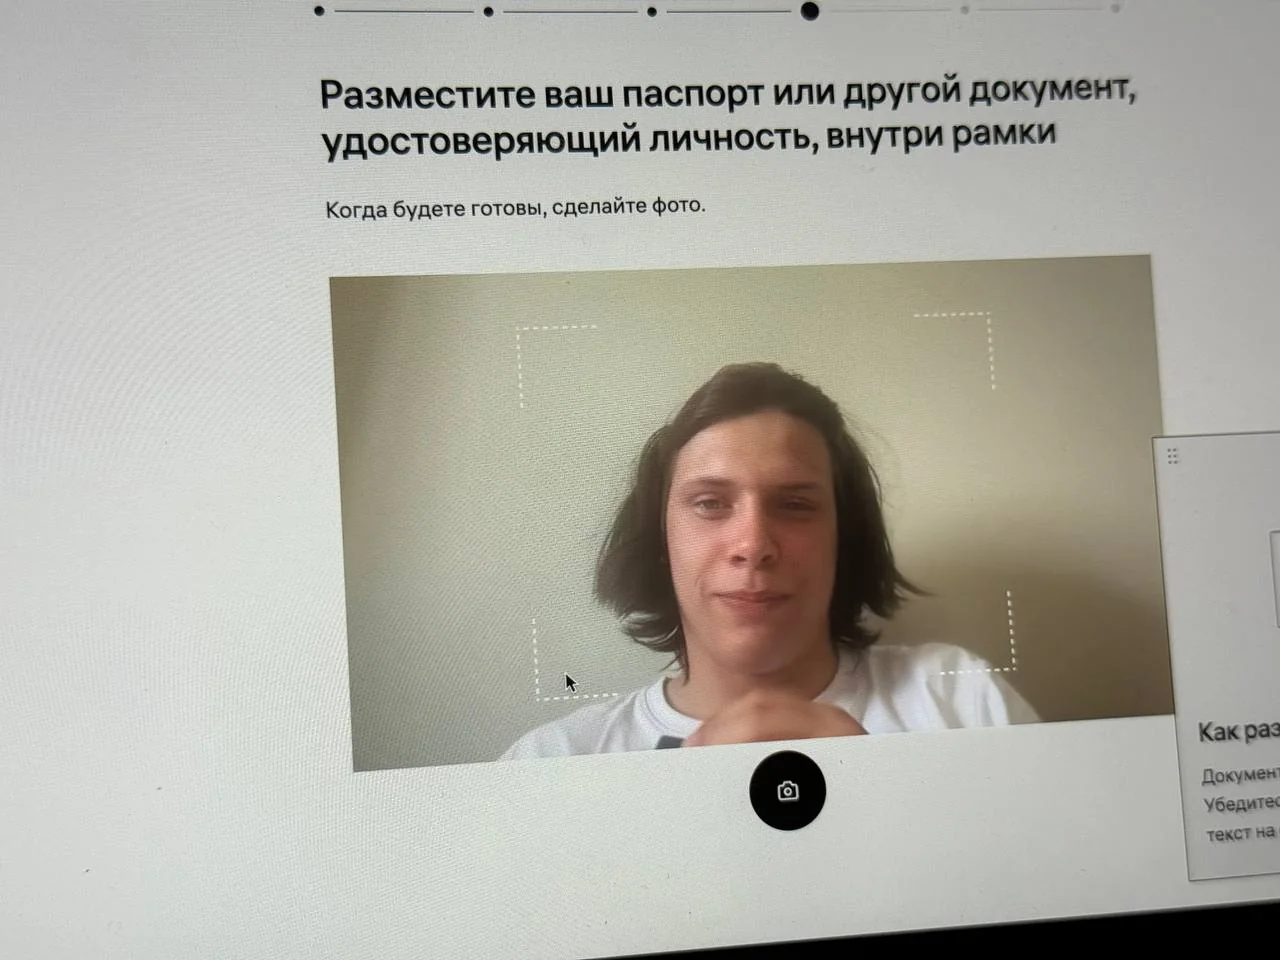 Разместите ваш паспорт или другой документ,
удостоверяющий личность, внутри рамки
Когда будете готовы, сделайте фото.
Как раз
Документ
Убедитес
текст на